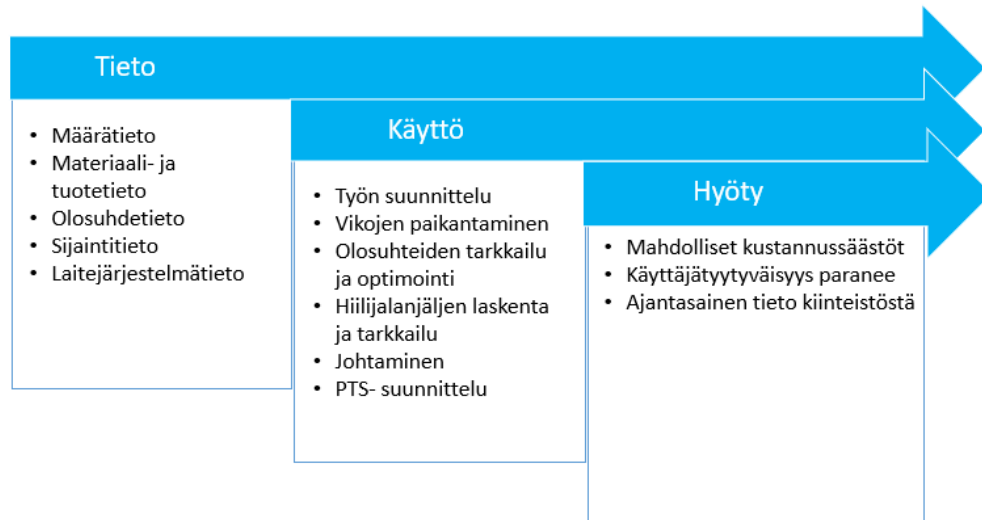 Tieto
• Määrätieto
• Materiaali- ja
tuotetieto
• Olosuhdetieto
• Sijaintitieto
• Laitejärjestelmätieto
Käyttö
• Työn suunnittelu
• Vikojen paikantaminen
• Olosuhteiden tarkkailu
ja optimointi
• Hiilijalanjäljen laskenta
ja tarkkailu
• Johtaminen
• PTS- suunnittelu
Hyöty
• Mahdolliset kustannussäästöt
• Käyttäjätyytyväisyys paranee
• Ajantasainen tieto kiinteistöstä